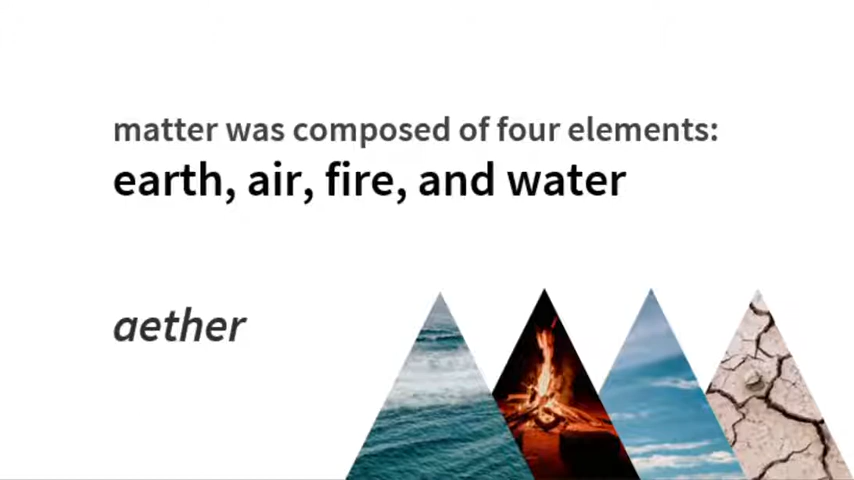 matter was composed of four elements:
earth, air, fire, and water
aether